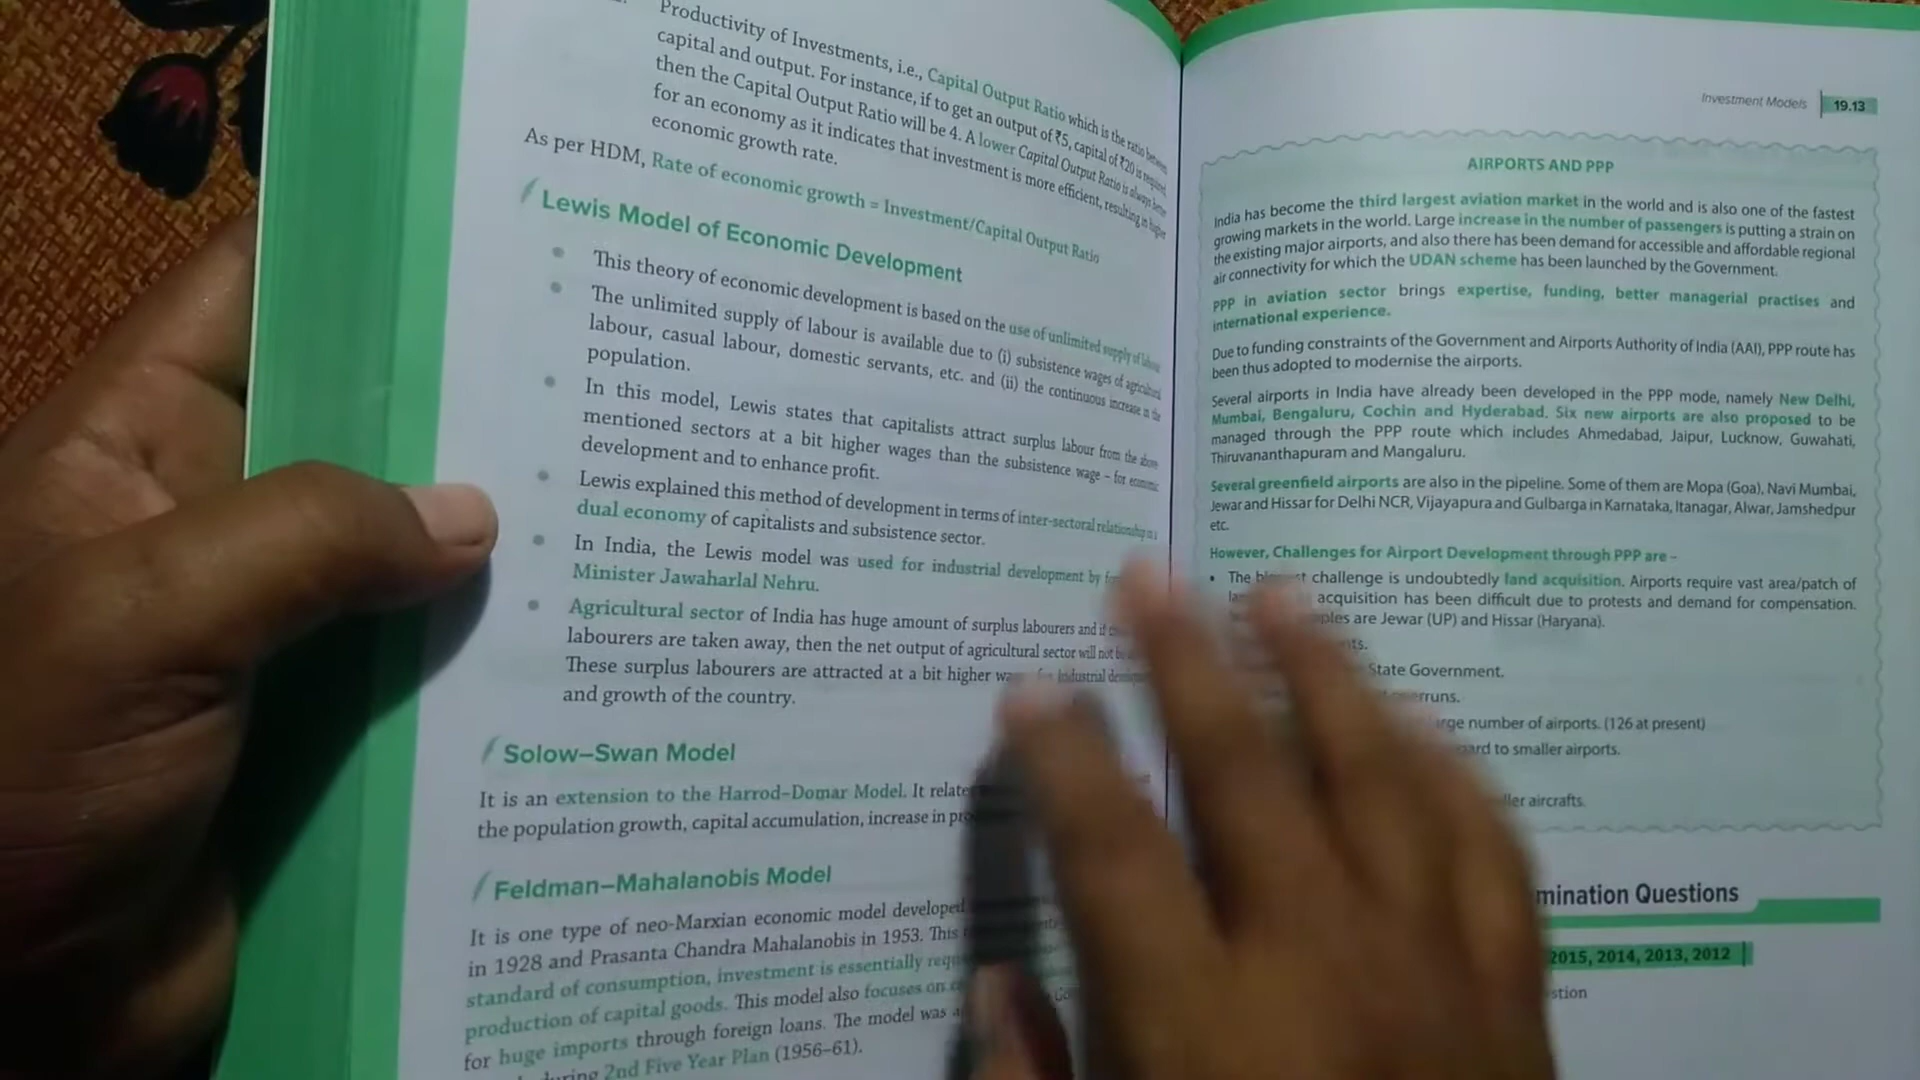 Productivity of Investments, i.e., Capital Output Ratio which is the ratio between
capital and output. For instance, if to get an output of ₹5, capital of ₹20 is required
then the Capital Output Ratio will be 4. A lower Capital Output Ratio is always better
for an economy as it indicates that investment is more efficient, resulting in higher
economic growth rate.
As per HDM, Rate of economic growth = Investment/Capital Output Ratio
Lewis Model of Economic Development
This theory of economic development is based on the use of unlimited supply of labour
The unlimited supply of labour is available due to (i) subsistence wages of agricultural
labour, casual labour, domestic servants, etc. and (ii) the continuous increase in the
population.
In this model, Lewis states that capitalists attract surplus labour from the above
mentioned sectors at a bit higher wages than the subsistence wage – for economic
development and to enhance profit.
Lewis explained this method of development in terms of inter-sectoral relationship in a
dual economy of capitalists and subsistence sector.
In India, the Lewis model was used for industrial development by
Minister Jawaharlal Nehru.
Agricultural sector of India has huge amount of surplus labourers and if
labourers are taken away, then the net output of agricultural sector will not
These surplus labourers are attracted at a bit higher industrial
and growth of the country.
Solow–Swan Model
It is an extension to the Harrod–Domar Model. It
the population growth, capital accumulation, increase in
Feldman–Mahalanobis Model
It is one type of neo-Marxian economic model developed
in 1928 and Prasanta Chandra Mahalanobis in 1953. This
standard of consumption, investment is essentially
production of capital goods. This model also focuses on
for huge imports through foreign loans. The model was
during 2nd Five Year Plan (1956–61).
Investment Models 19.13
AIRPORTS AND PPP
India has become the third largest aviation market in the world and is also one of the fastest
growing markets in the world. Large increase in the number of passengers is putting a strain on
the existing major airports, and also there has been demand for accessible and affordable regional
air connectivity for which the UDAN scheme has been launched by the Government.
PPP in aviation sector brings expertise, funding, better managerial practises and
international experience.
Due to funding constraints of the Government and Airports Authority of India (AAI), PPP route has
been thus adopted to modernise the airports.
Several airports in India have already been developed in the PPP mode, namely New Delhi,
Mumbai, Bengaluru, Cochin and Hyderabad. Six new airports are also proposed to be
managed through the PPP route which includes Ahmedabad, Jaipur, Lucknow, Guwahati,
Thiruvananthapuram and Mangaluru.
Several greenfield airports are also in the pipeline. Some of them are Mopa (Goa), Navi Mumbai,
Jewar and Hissar for Delhi NCR, Vijayapura and Gulbarga in Karnataka, Itanagar, Alwar, Jamshedpur
etc.
However, Challenges for Airport Development through PPP are –
The challenge is undoubtedly land acquisition. Airports require vast area/patch of
acquisition has been difficult due to protests and demand for compensation.
are Jewar (UP) and Hissar (Haryana).
State Government.
number of airports. (126 at present)
to smaller airports.
aircrafts.
Questions
2015, 2014, 2013, 2012